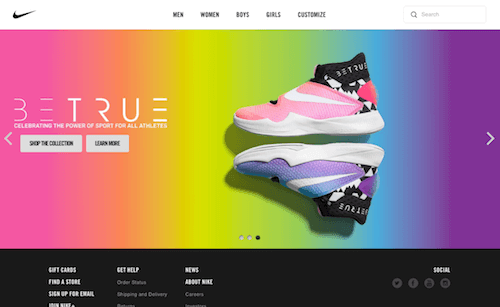 MEN WOMEN BOYS GIRLS CUSTOMIZE Search
BETRUE
CELEBRATING THE POWER OF SPORT FOR ALL ATHLETES
SHOP THE COLLECTION LEARN MORE
BETRUE
GIFT CARDS GET HELP NEWS SOCIAL
FIND A STORE Order Status ABOUT NIKE
SIGN UP FOR EMAIL Shipping and Delivery Careers
JOIN NIKE+ Returns Investors